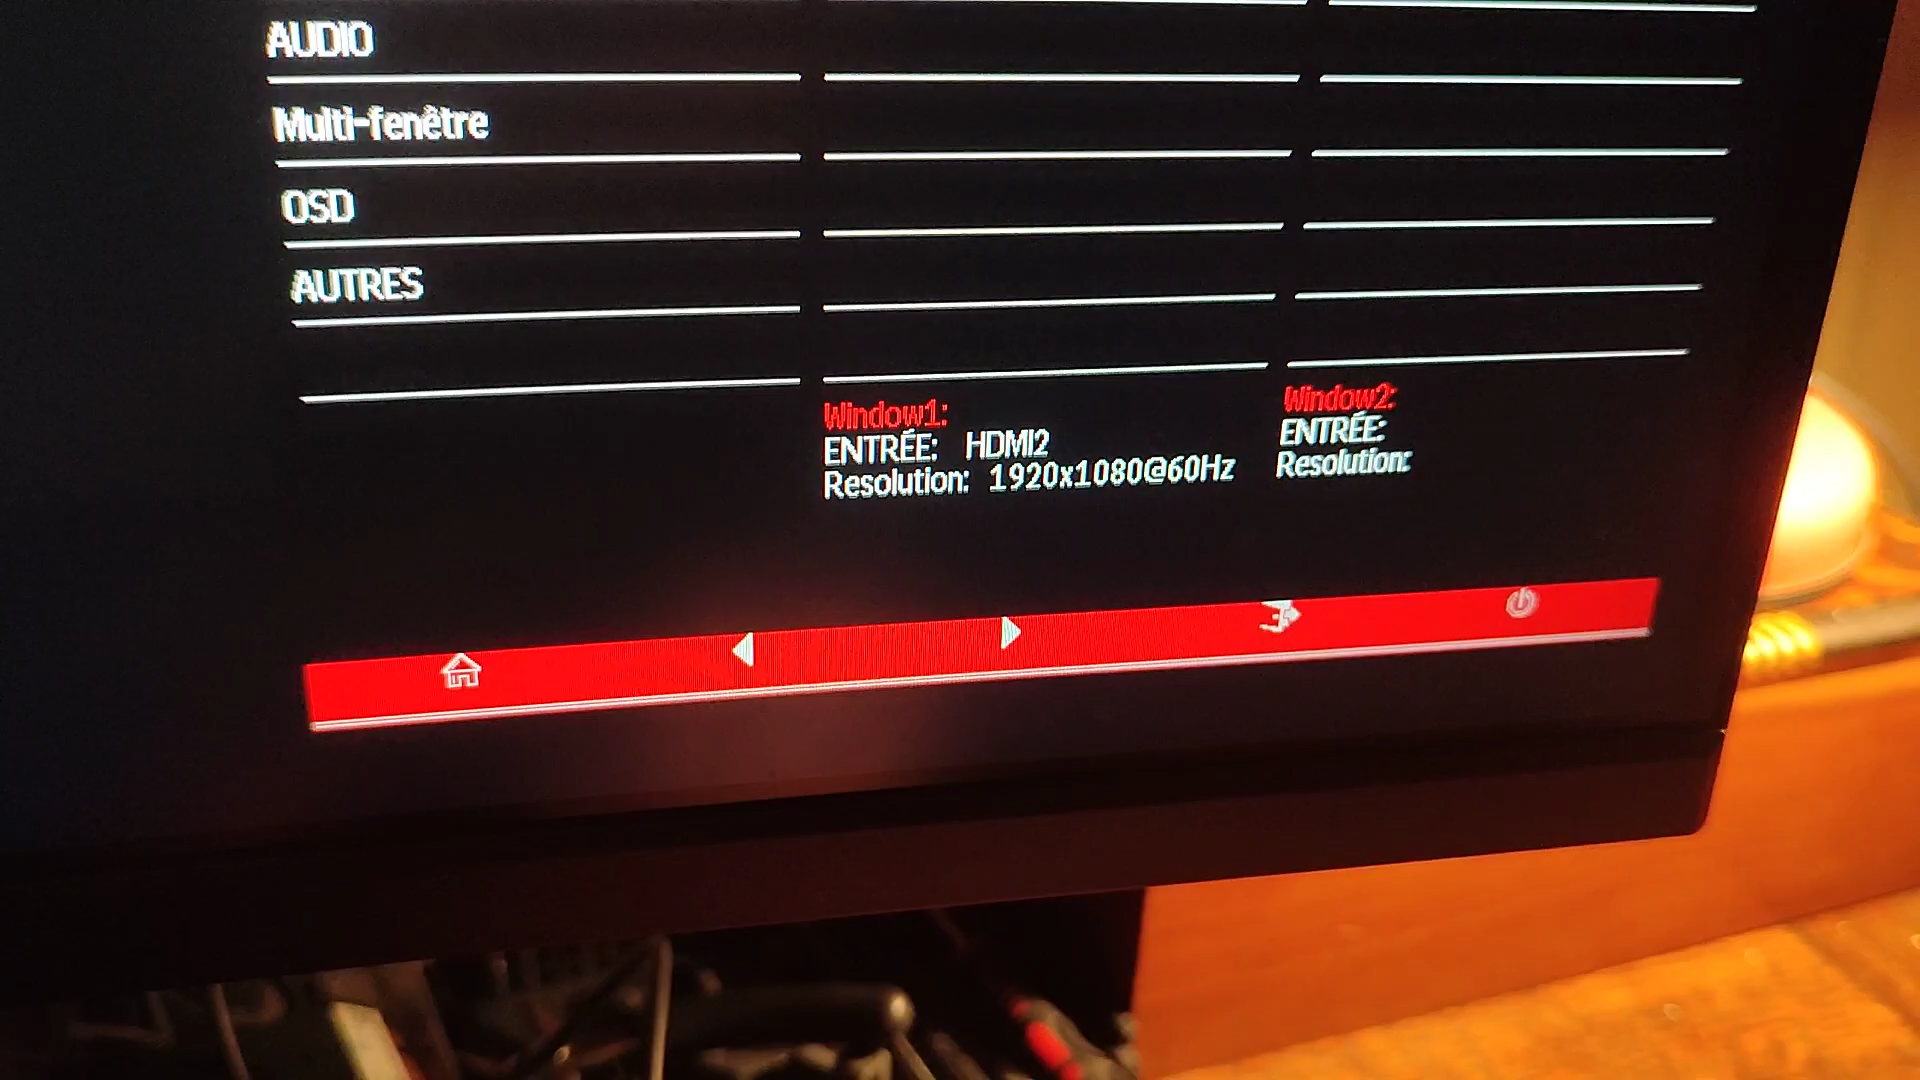 AUDIO
Multi-fenêtre
OSD
AUTRES
Window1:
ENTRÉE: HDMI2
Resolution: 1920x1080@60Hz
Window2:
ENTRÉE:
Resolution: